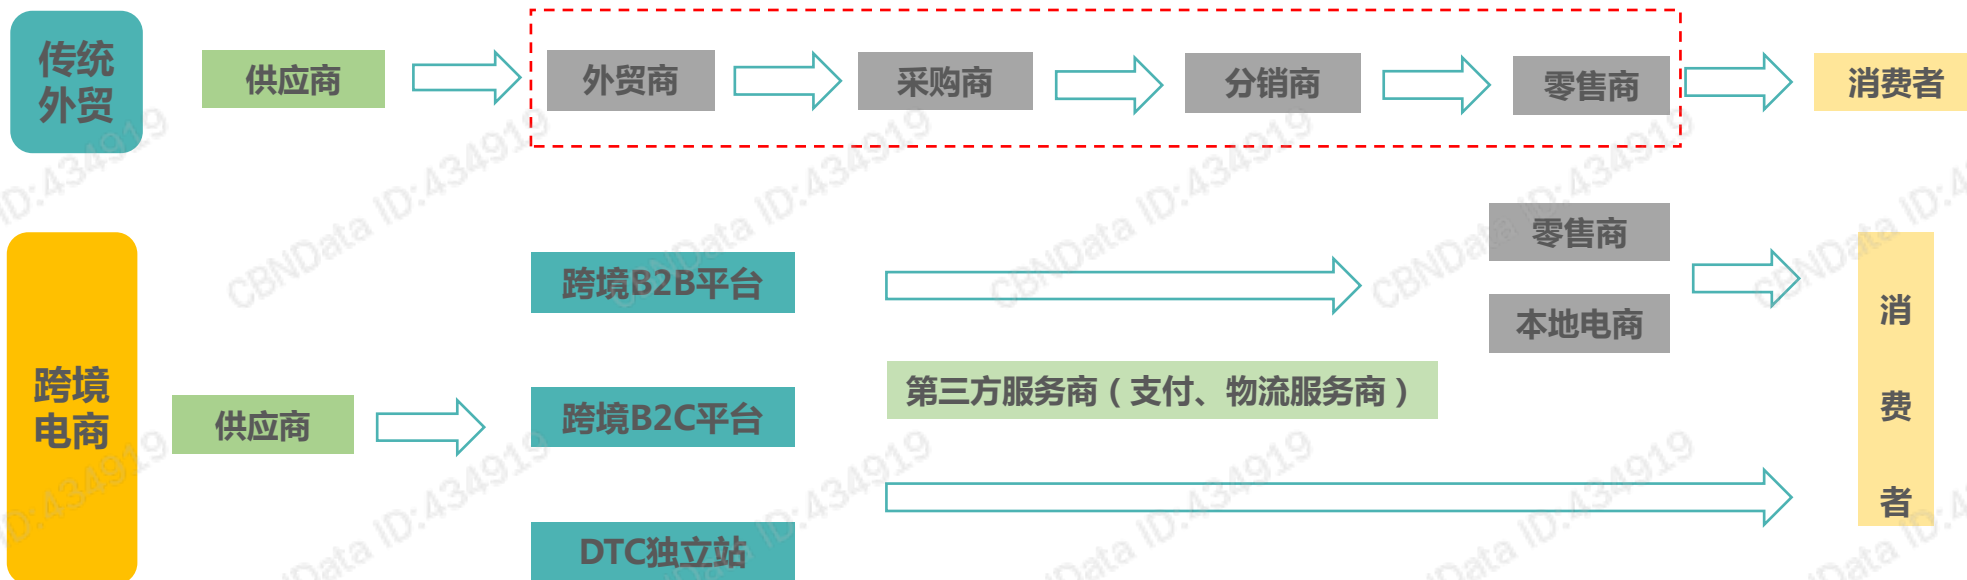 传统
外贸
供应商
外贸商
采购商
分销商
零售商
消费者
跨境
电商
供应商
跨境B2B平台
零售商
本地电商
第三方服务商（支付、物流服务商）
跨境B2C平台
DTC独立站
消
费
者
CBNData ID:434919